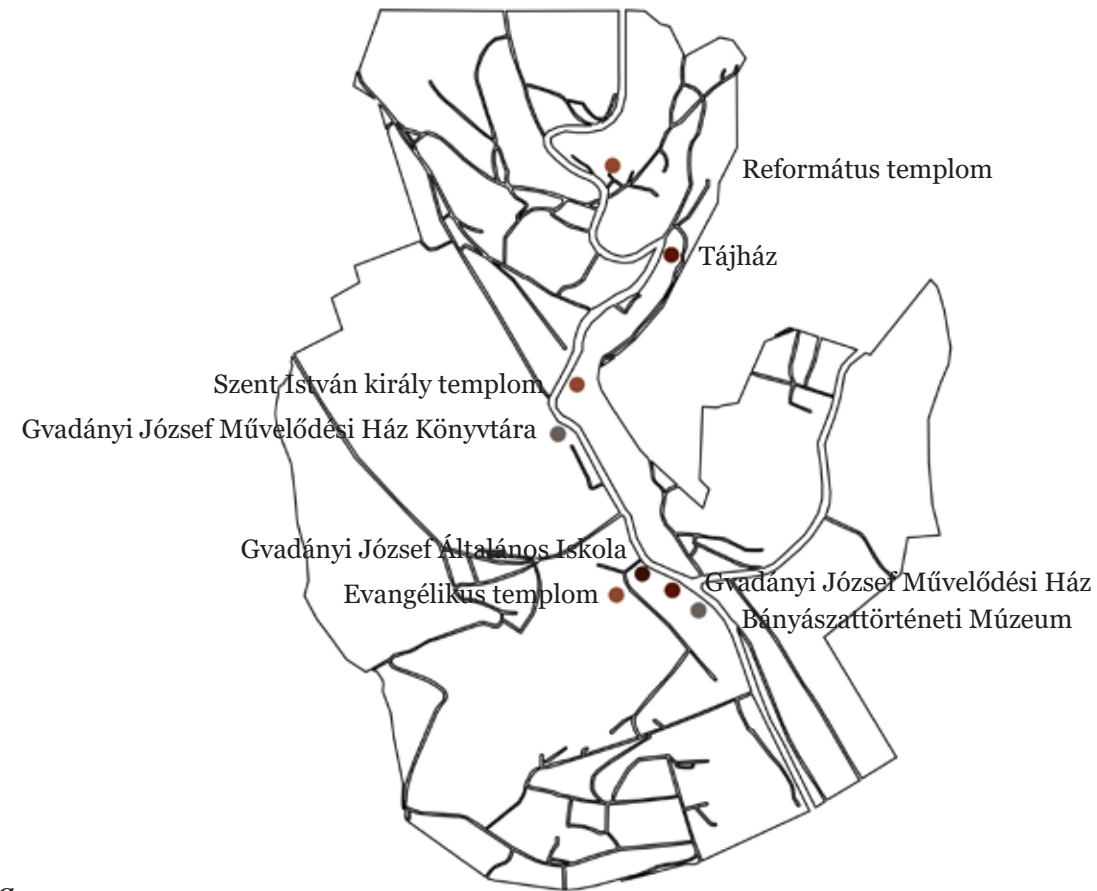 Református templom
Tájház
Szent István király templom
Gvadányi József Művelődési Ház Könyvtára
Gvadányi József Általános Iskola
Gvadányi József Művelődési Ház
Evangélikus templom
Bányászattörténeti Múzeum